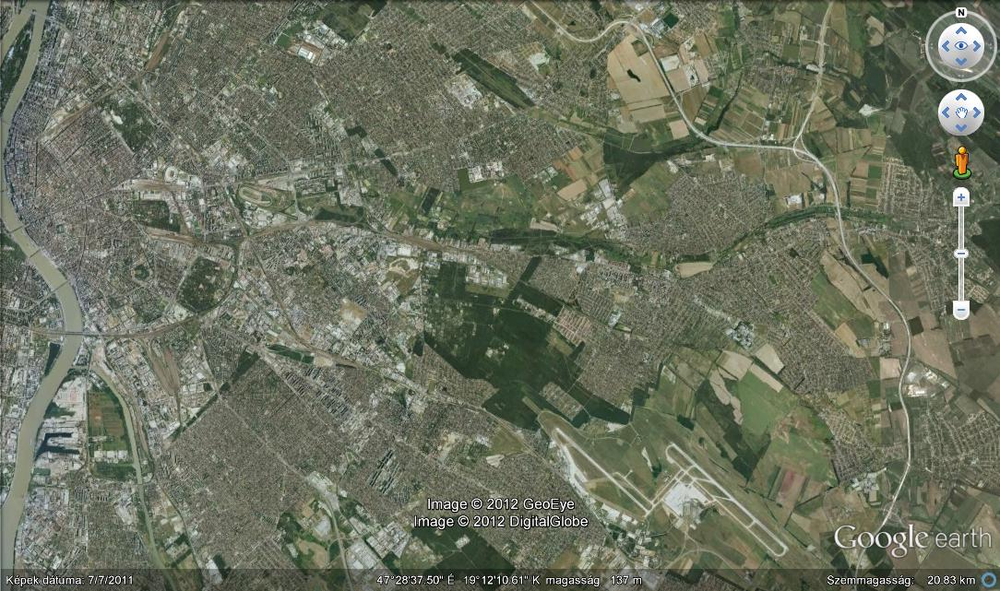 N
Image © 2012 GeoEye
Image © 2012 DigitalGlobe
Google earth
Képek dátuma: 7/7/2011 47°28'37.50" É 19°12'10.61" K magasság 137 m Szemmagasság: 20.83 km